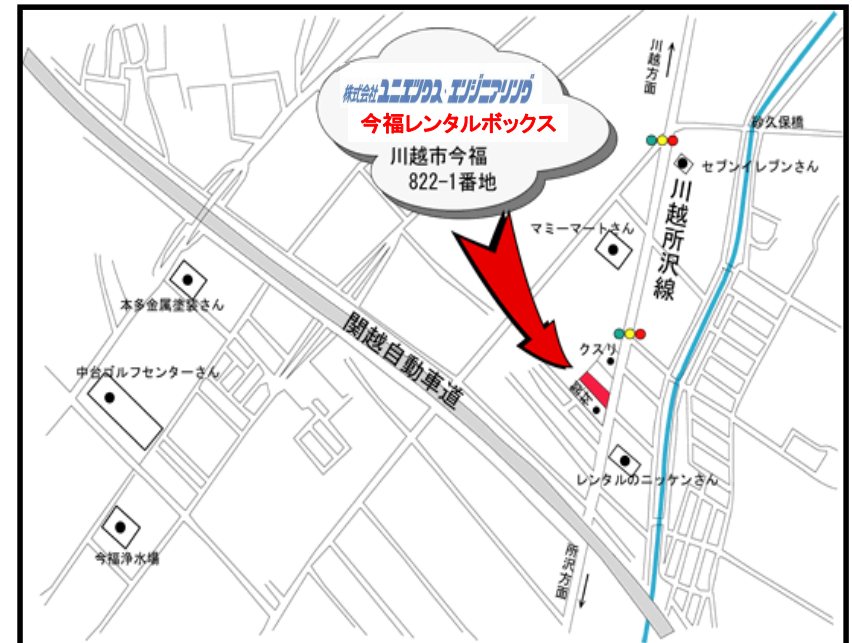 株式会社ユニエックス・エンジニアリング
今福レンタルボックス
川越市今福
822-1番地
川越方面
砂久保橋
セブンイレブンさん
川越所沢線
マミーマートさん
本多金属塗装さん
関越自動車道
クスリ
中台ゴルフセンターさん
レンタルのニッケンさん
今福浄水場
所沢方面